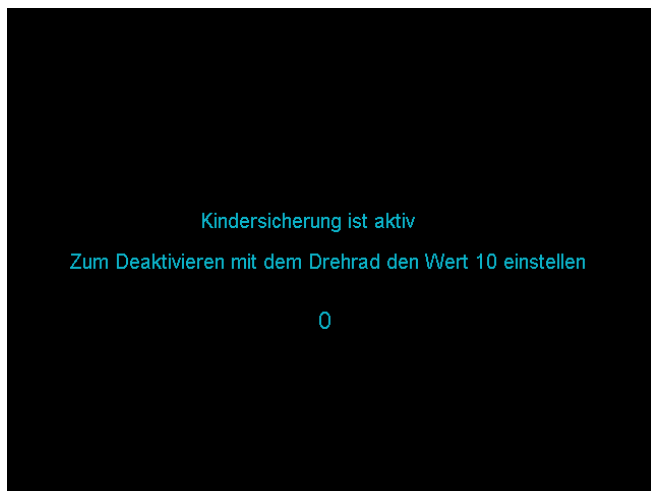 Kindersicherung ist aktiv
Zum Deaktivieren mit dem Drehrad den Wert 10 einstellen
0